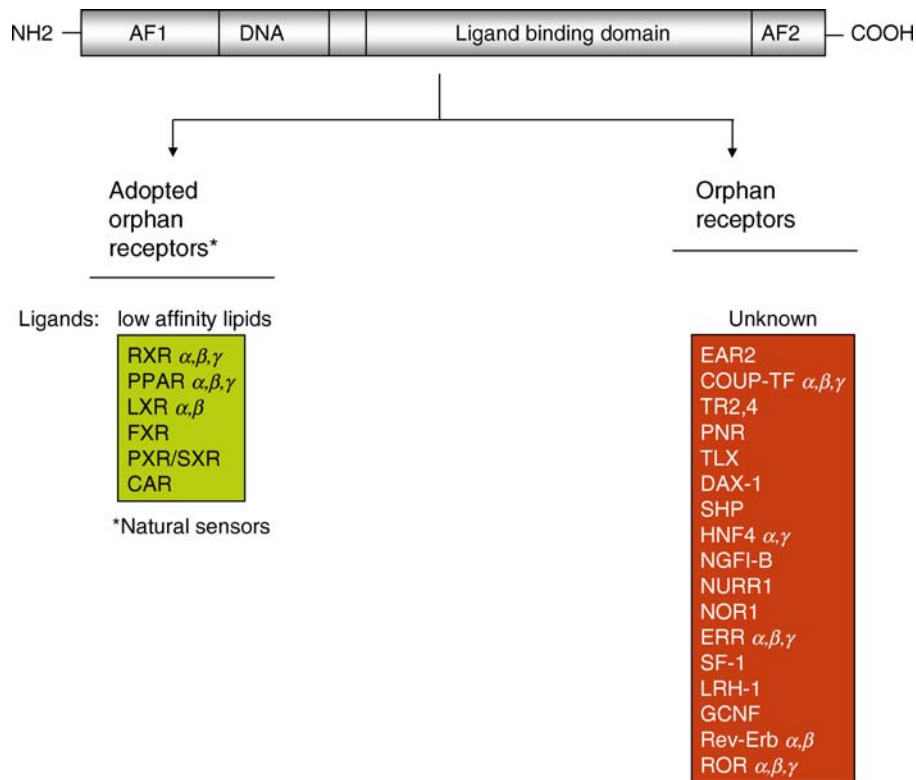 NH2 AF1 DNA Ligand binding domain AF2 COOH
Adopted
orphan
receptors*
Orphan
receptors
Ligands: low affinity lipids
RXR α,β,γ
PPAR α,β,γ
LXR α,β
FXR
PXR/SXR
CAR
*Natural sensors
Unknown
EAR2
COUP-TF α,β,γ
TR2,4
PNR
TLX
DAX-1
SHP
HNF4 α,γ
NGFI-B
NURR1
NOR1
ERR α,β,γ
SF-1
LRH-1
GCNF
Rev-Erb α,β
ROR α,β,γ